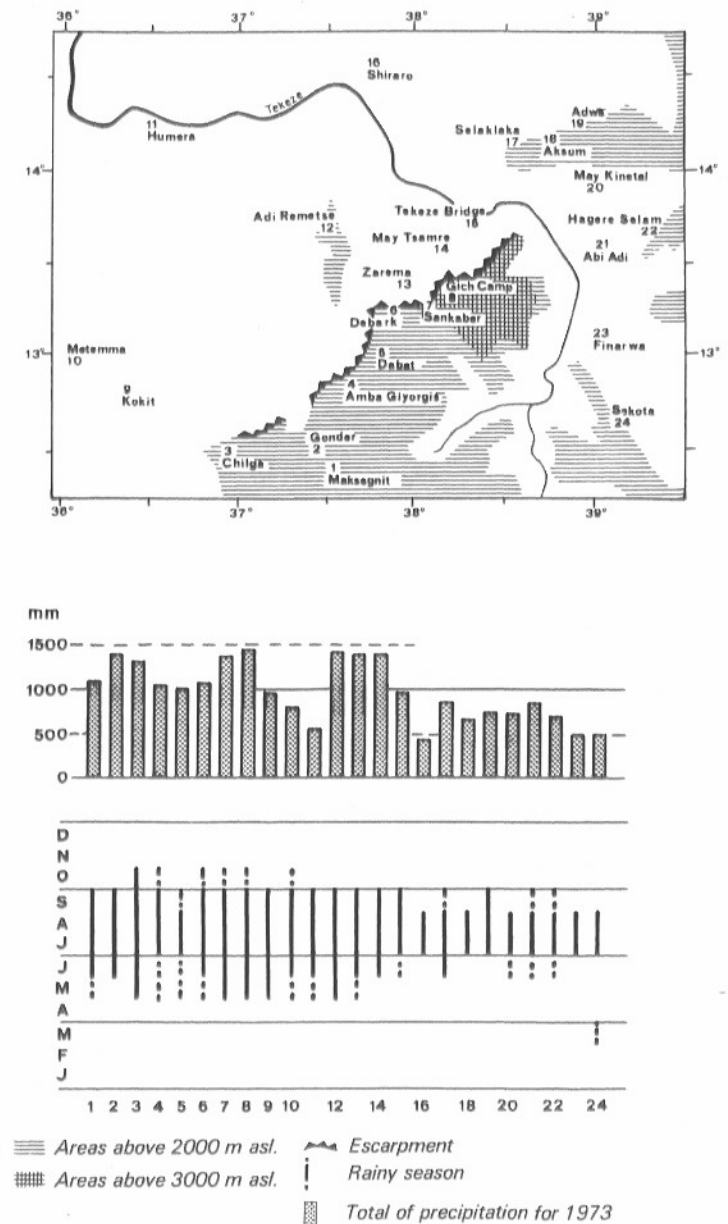 36° 37° 38° 39°
16
Shiraro
Tekeze
11
Humera
Adwa
19
Selaklaka
17
18
Aksum
14° 14°
May Kinetal
20
Adi Remetse
12
Tekeze Bridge
15
Hagere Selam
22
May Tsamre
14
21
Abi Adi
Zarema
13
Gich Camp
8
7
Sankaber
6
Debark
23
Finarwa
13° 13°
Metemma
10
5
Dabat
9
Kokit
4
Amba Giyorgis
Sekota
24
Gonder
2
3
Chilga
1
Maksegnit
36° 37° 38° 39°
mm
1500
1000
500 
0
D
N
O
S
A
J
J
M
A
M
F
J
1 2 3 4 5 6 7 8 9 10 12 14 16 18 20 22 24
Areas above 2000 m asl.
Escarpment
Areas above 3000 m asl.
Rainy season
Total of precipitation for 1973